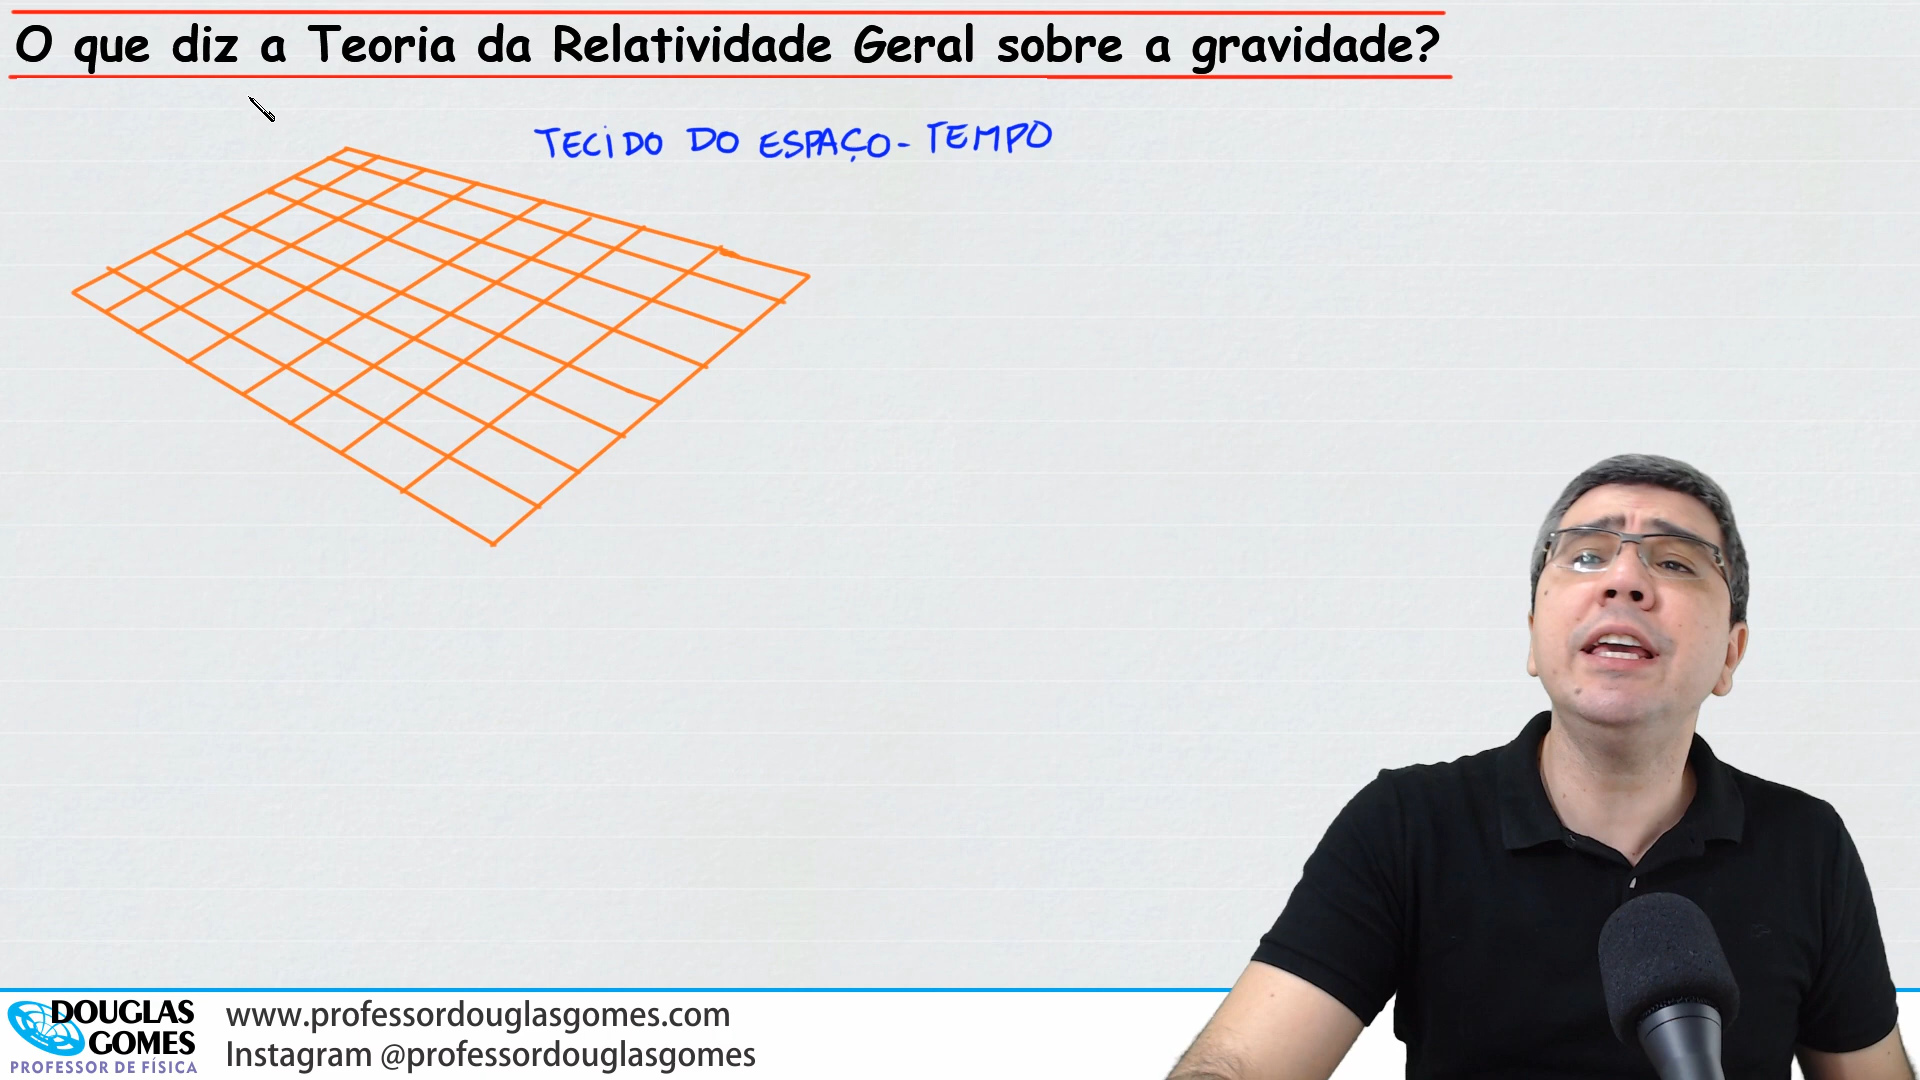 O que diz a Teoria da Relatividade Geral sobre a gravidade?
TECIDO DO ESPAÇO-TEMPO
DOUGLAS
GOMES
PROFESSOR DE FÍSICA
www.professordouglasgomes.com
Instagram @professordouglasgomes